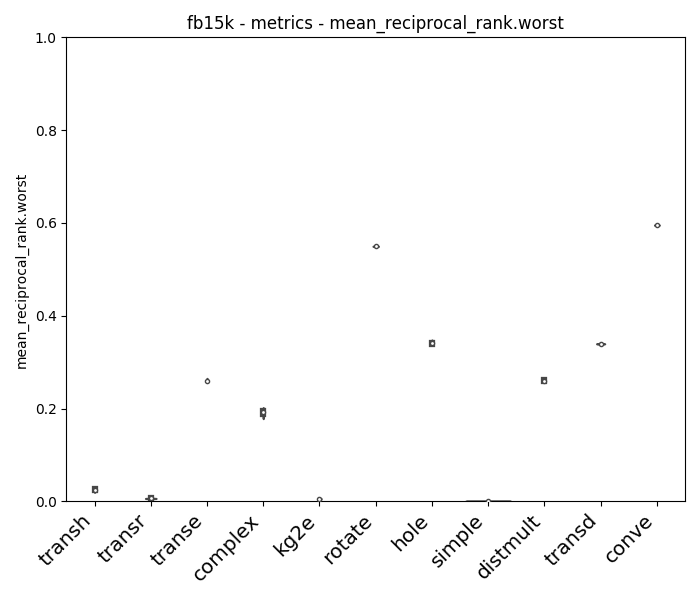 fb15k - metrics - mean_reciprocal_rank.worst
1.0
0.8
0.6
0.4
0.2
0.0
mean_reciprocal_rank.worst
transh
transr
transe
complex
kg2e
rotate
hole
simple
distmult
transd
conve